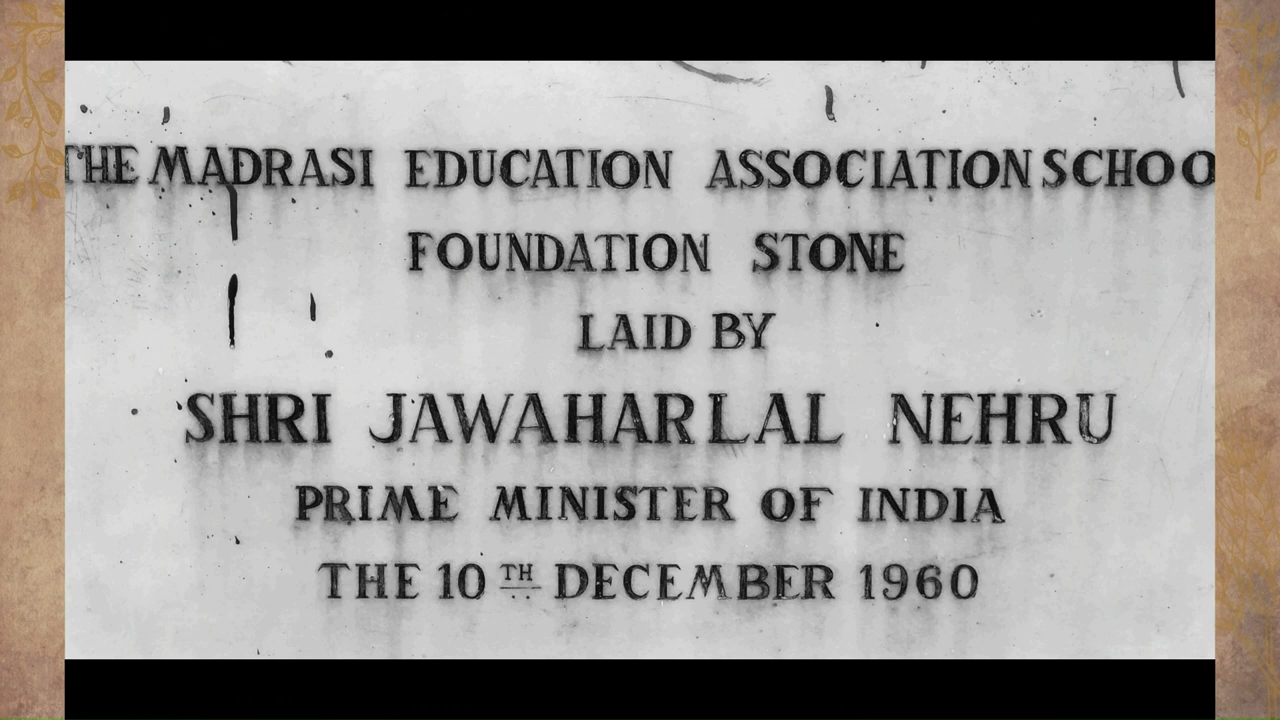 THE MADRASI EDUCATION ASSOCIATION SCHOO
FOUNDATION STONE
LAID BY
SHRI JAWAHARLAL NEHRU
PRIME MINISTER OF INDIA
THE 10TH DECEMBER 1960